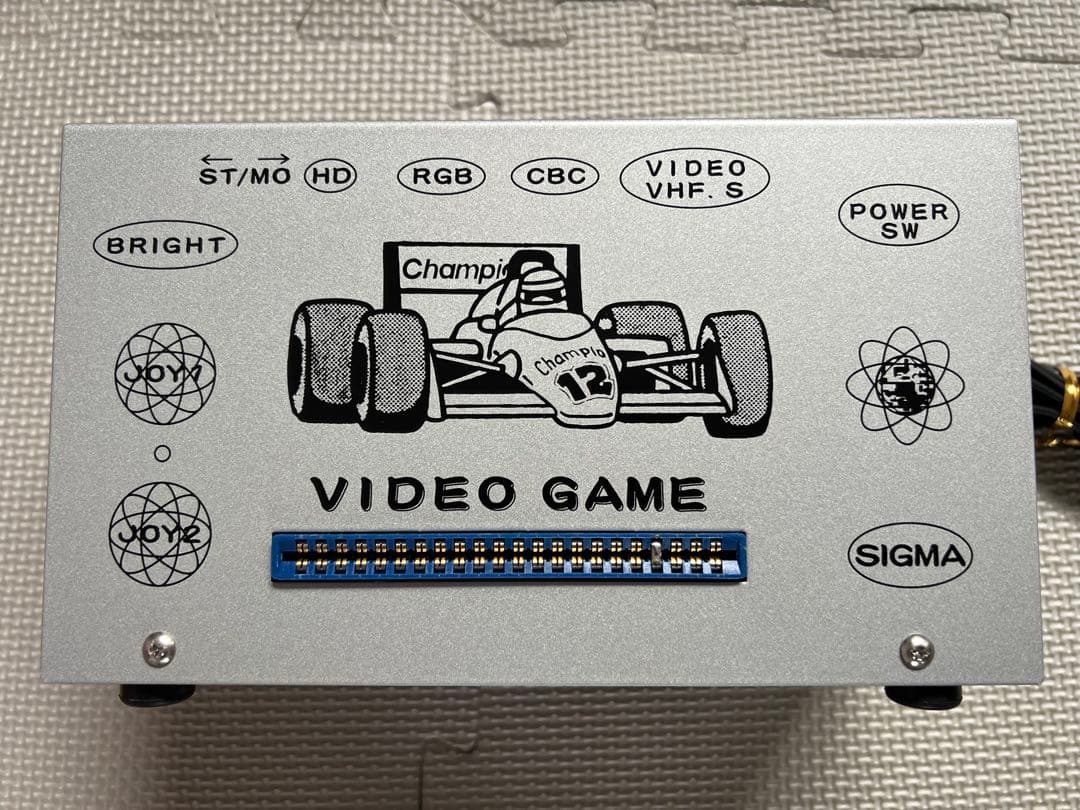 ST/MO HD RGB CBC VIDEO
VHF. S
POWER
SW
BRIGHT
Champio
JOY1
Champio
12
JOY2
VIDEO GAME
SIGMA